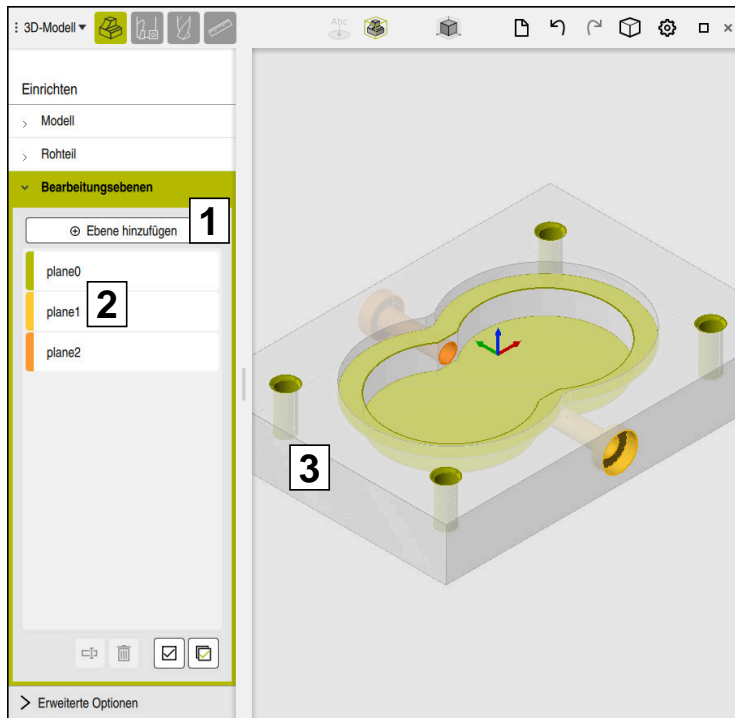 3D-Modell
Abc
Einrichten
Modell
Rohteil
Bearbeitungsebenen
1
Ebene hinzufügen
plane0
2
plane1
plane2
3
Erweiterte Optionen